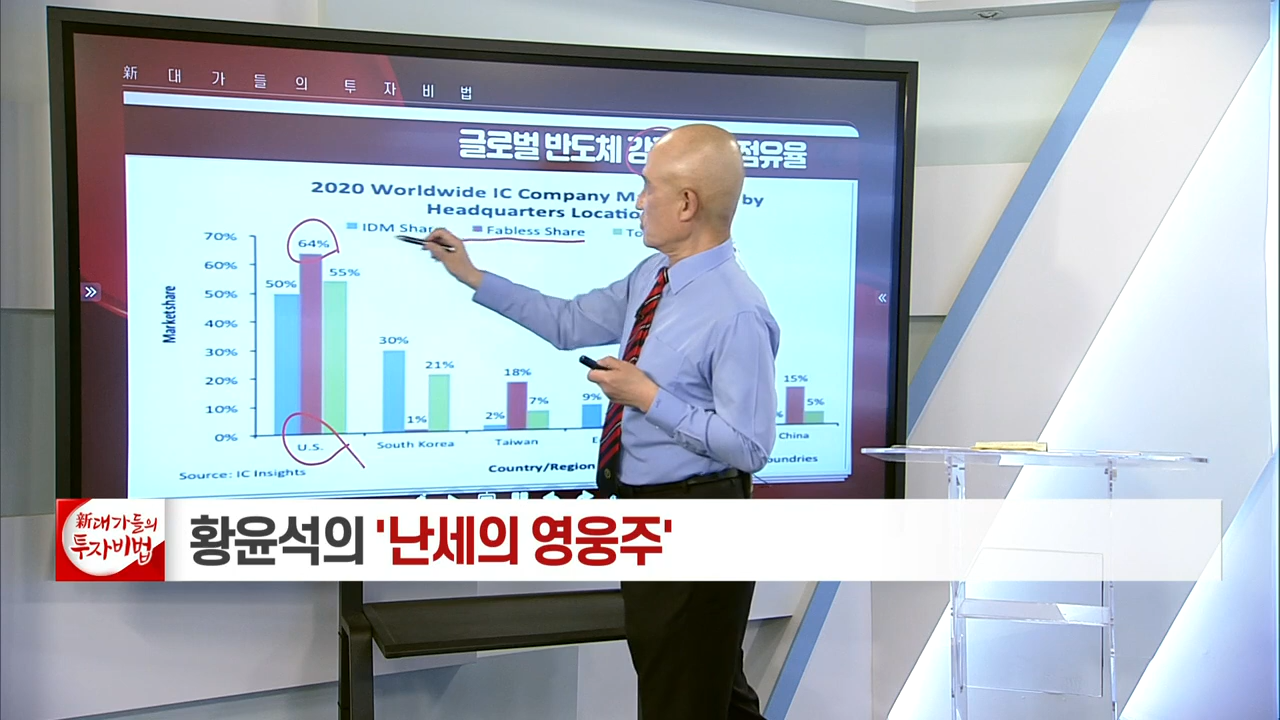 新 대 가 들 의 투 자 비 법
글로벌 반도체 점유율
2020 Worldwide IC Company by
Headquarters
IDM Fabless Share
70%
60%
50%
40%
30%
20%
10%
0%
Marketshare
50% 64% 55%
30% 1% 21%
2% 18% 7%
9%
15% 5%
U.S. South Korea Taiwan China
Country/Region
Source: IC Insights
新대가들의
투자비법
황윤석의 '난세의 영웅주'